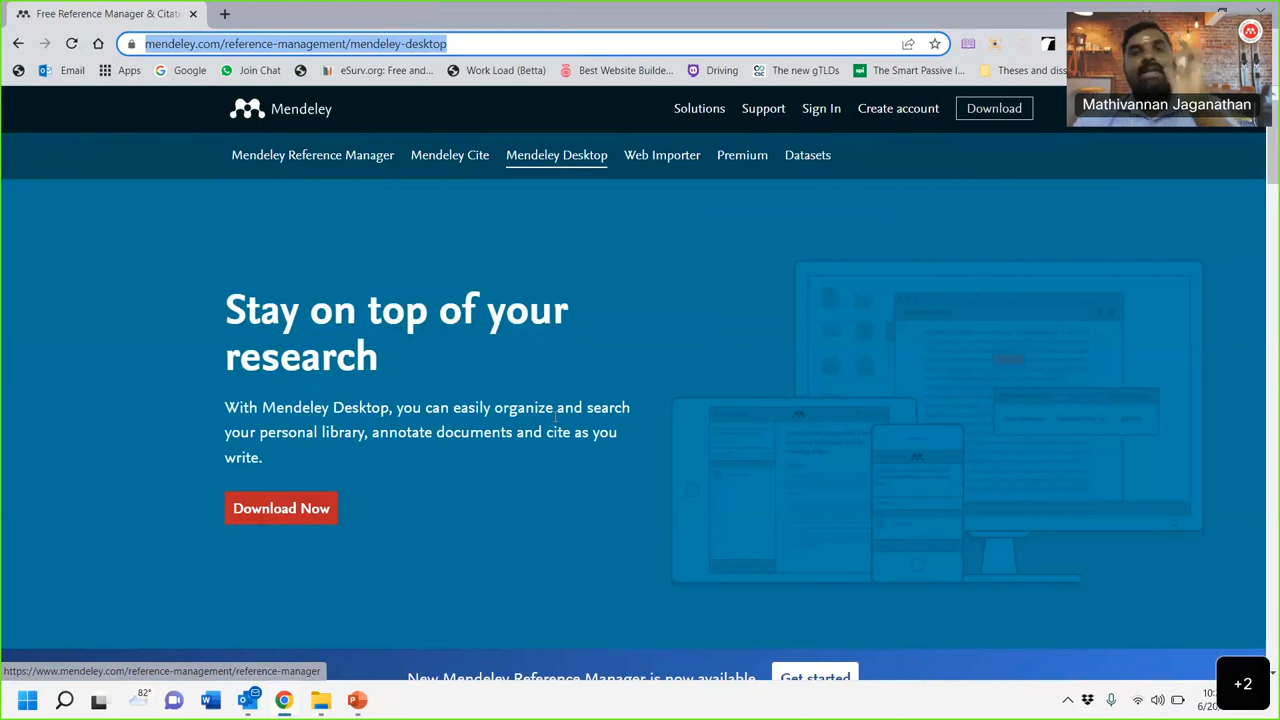 Free Reference Manager & Citat
mendeley.com/reference-management/mendeley-desktop
Email
Apps
Google
Join Chat
eSurvey: Free and...
Work Load (Betta)
Best Website Builde...
Driving
The new gTLDs
The Smart Passive I...
Theses and dis
Mathivannan Jaganathan
Mendeley
Solutions
Support
Sign In
Create account
Download
Mendeley Reference Manager
Mendeley Cite
Mendeley Desktop
Web Importer
Premium
Datasets
Stay on top of your
research
With Mendeley Desktop, you can easily organize and search
your personal library, annotate documents and cite as you
write.
Download Now
https://www.mendeley.com/reference-management/reference-manager
New Mendeley Reference Manager is now available
Get started
82°
10:
6/20
+2